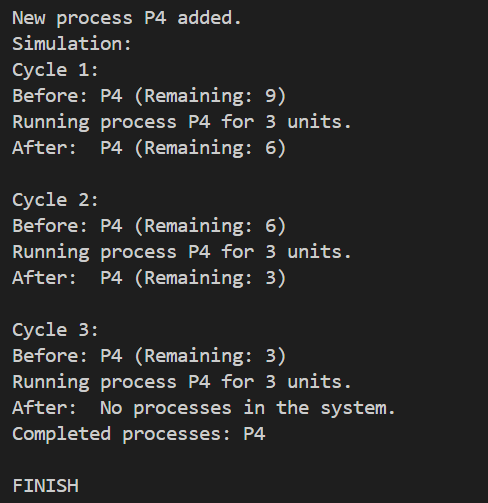 New process P4 added.
Simulation:
Cycle 1:
Before: P4 (Remaining: 9)
Running process P4 for 3 units.
After:  P4 (Remaining: 6)

Cycle 2:
Before: P4 (Remaining: 6)
Running process P4 for 3 units.
After:  P4 (Remaining: 3)

Cycle 3:
Before: P4 (Remaining: 3)
Running process P4 for 3 units.
After:  No processes in the system.
Completed processes: P4

FINISH